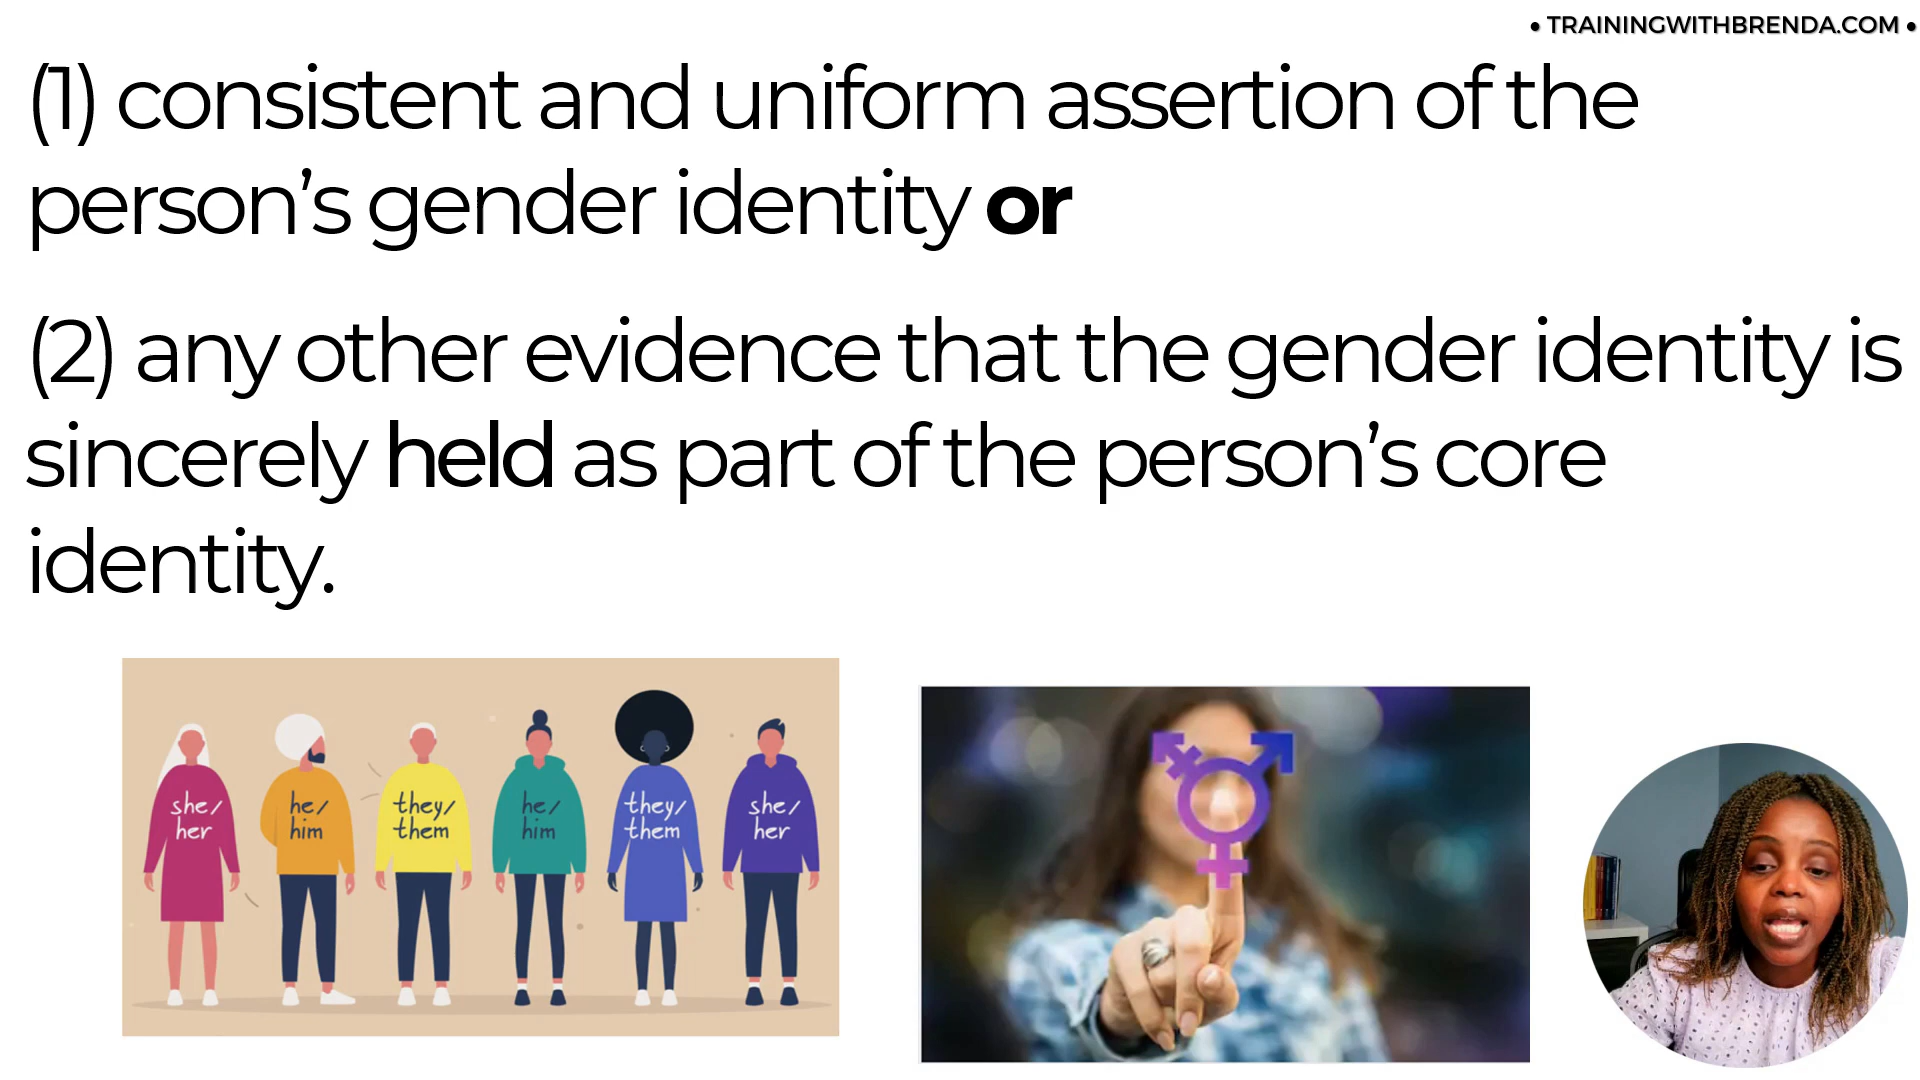 • TRAININGWITHBRENDA.COM •
(1) consistent and uniform assertion of the
person’s gender identity or
(2) any other evidence that the gender identity is
sincerely held as part of the person’s core
identity.
she/
her
he/
him
they/
them
he/
him
they/
them
she/
her